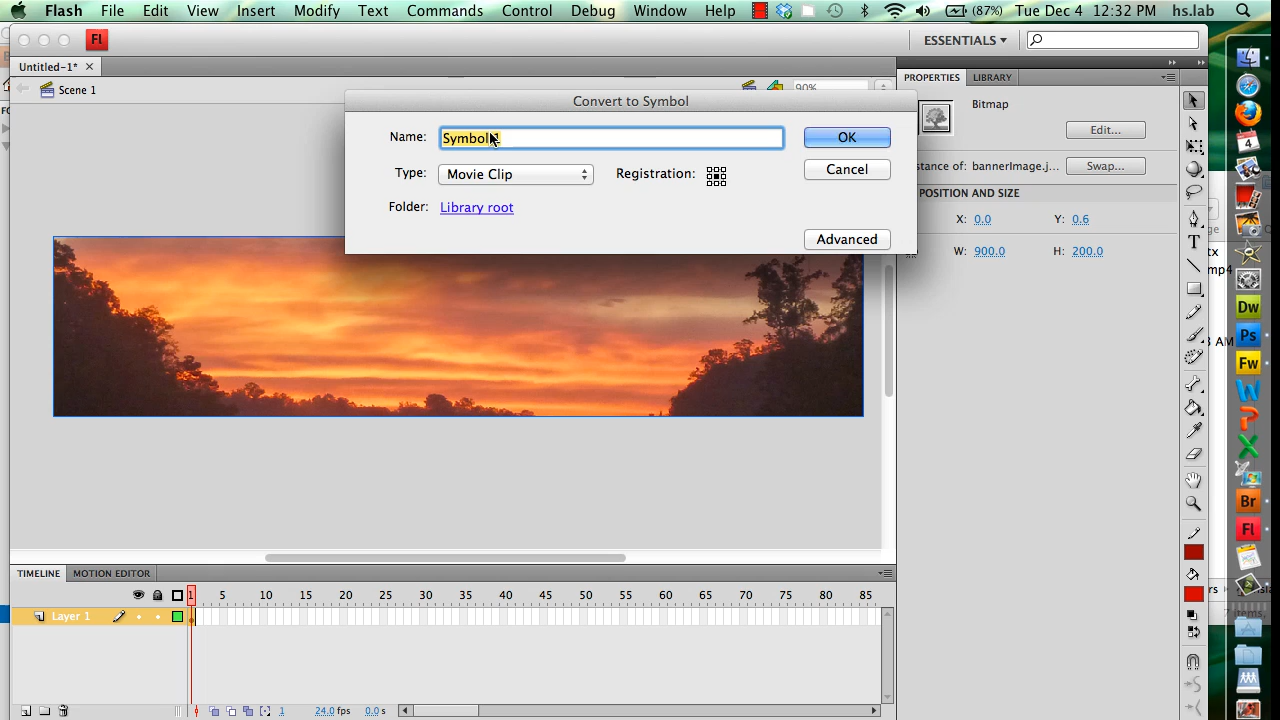 Flash File Edit View Insert Modify Text Commands Control Debug Window Help (87%) Tue Dec 4 12:32 PM hs.lab
Fl ESSENTIALS
Untitled-1*
PROPERTIES LIBRARY
Scene 1
90%
Convert to Symbol
Bitmap
Name: Symbol OK
Edit...
Type: Movie Clip Registration: Cancel
stance of: bannerImage.j... Swap...
Folder: Library root
POSITION AND SIZE
X: 0.0 Y: 0.6
Advanced
W: 900.0 H: 200.0
tx
mp4
4
Dw
Ps
AM
Fw
W
P
X
Br
Fl
TIMELINE MOTION EDITOR
1 5 10 15 20 25 30 35 40 45 50 55 60 65 70 75 80 85
Layer 1
1 24.0 fps 0.0 s